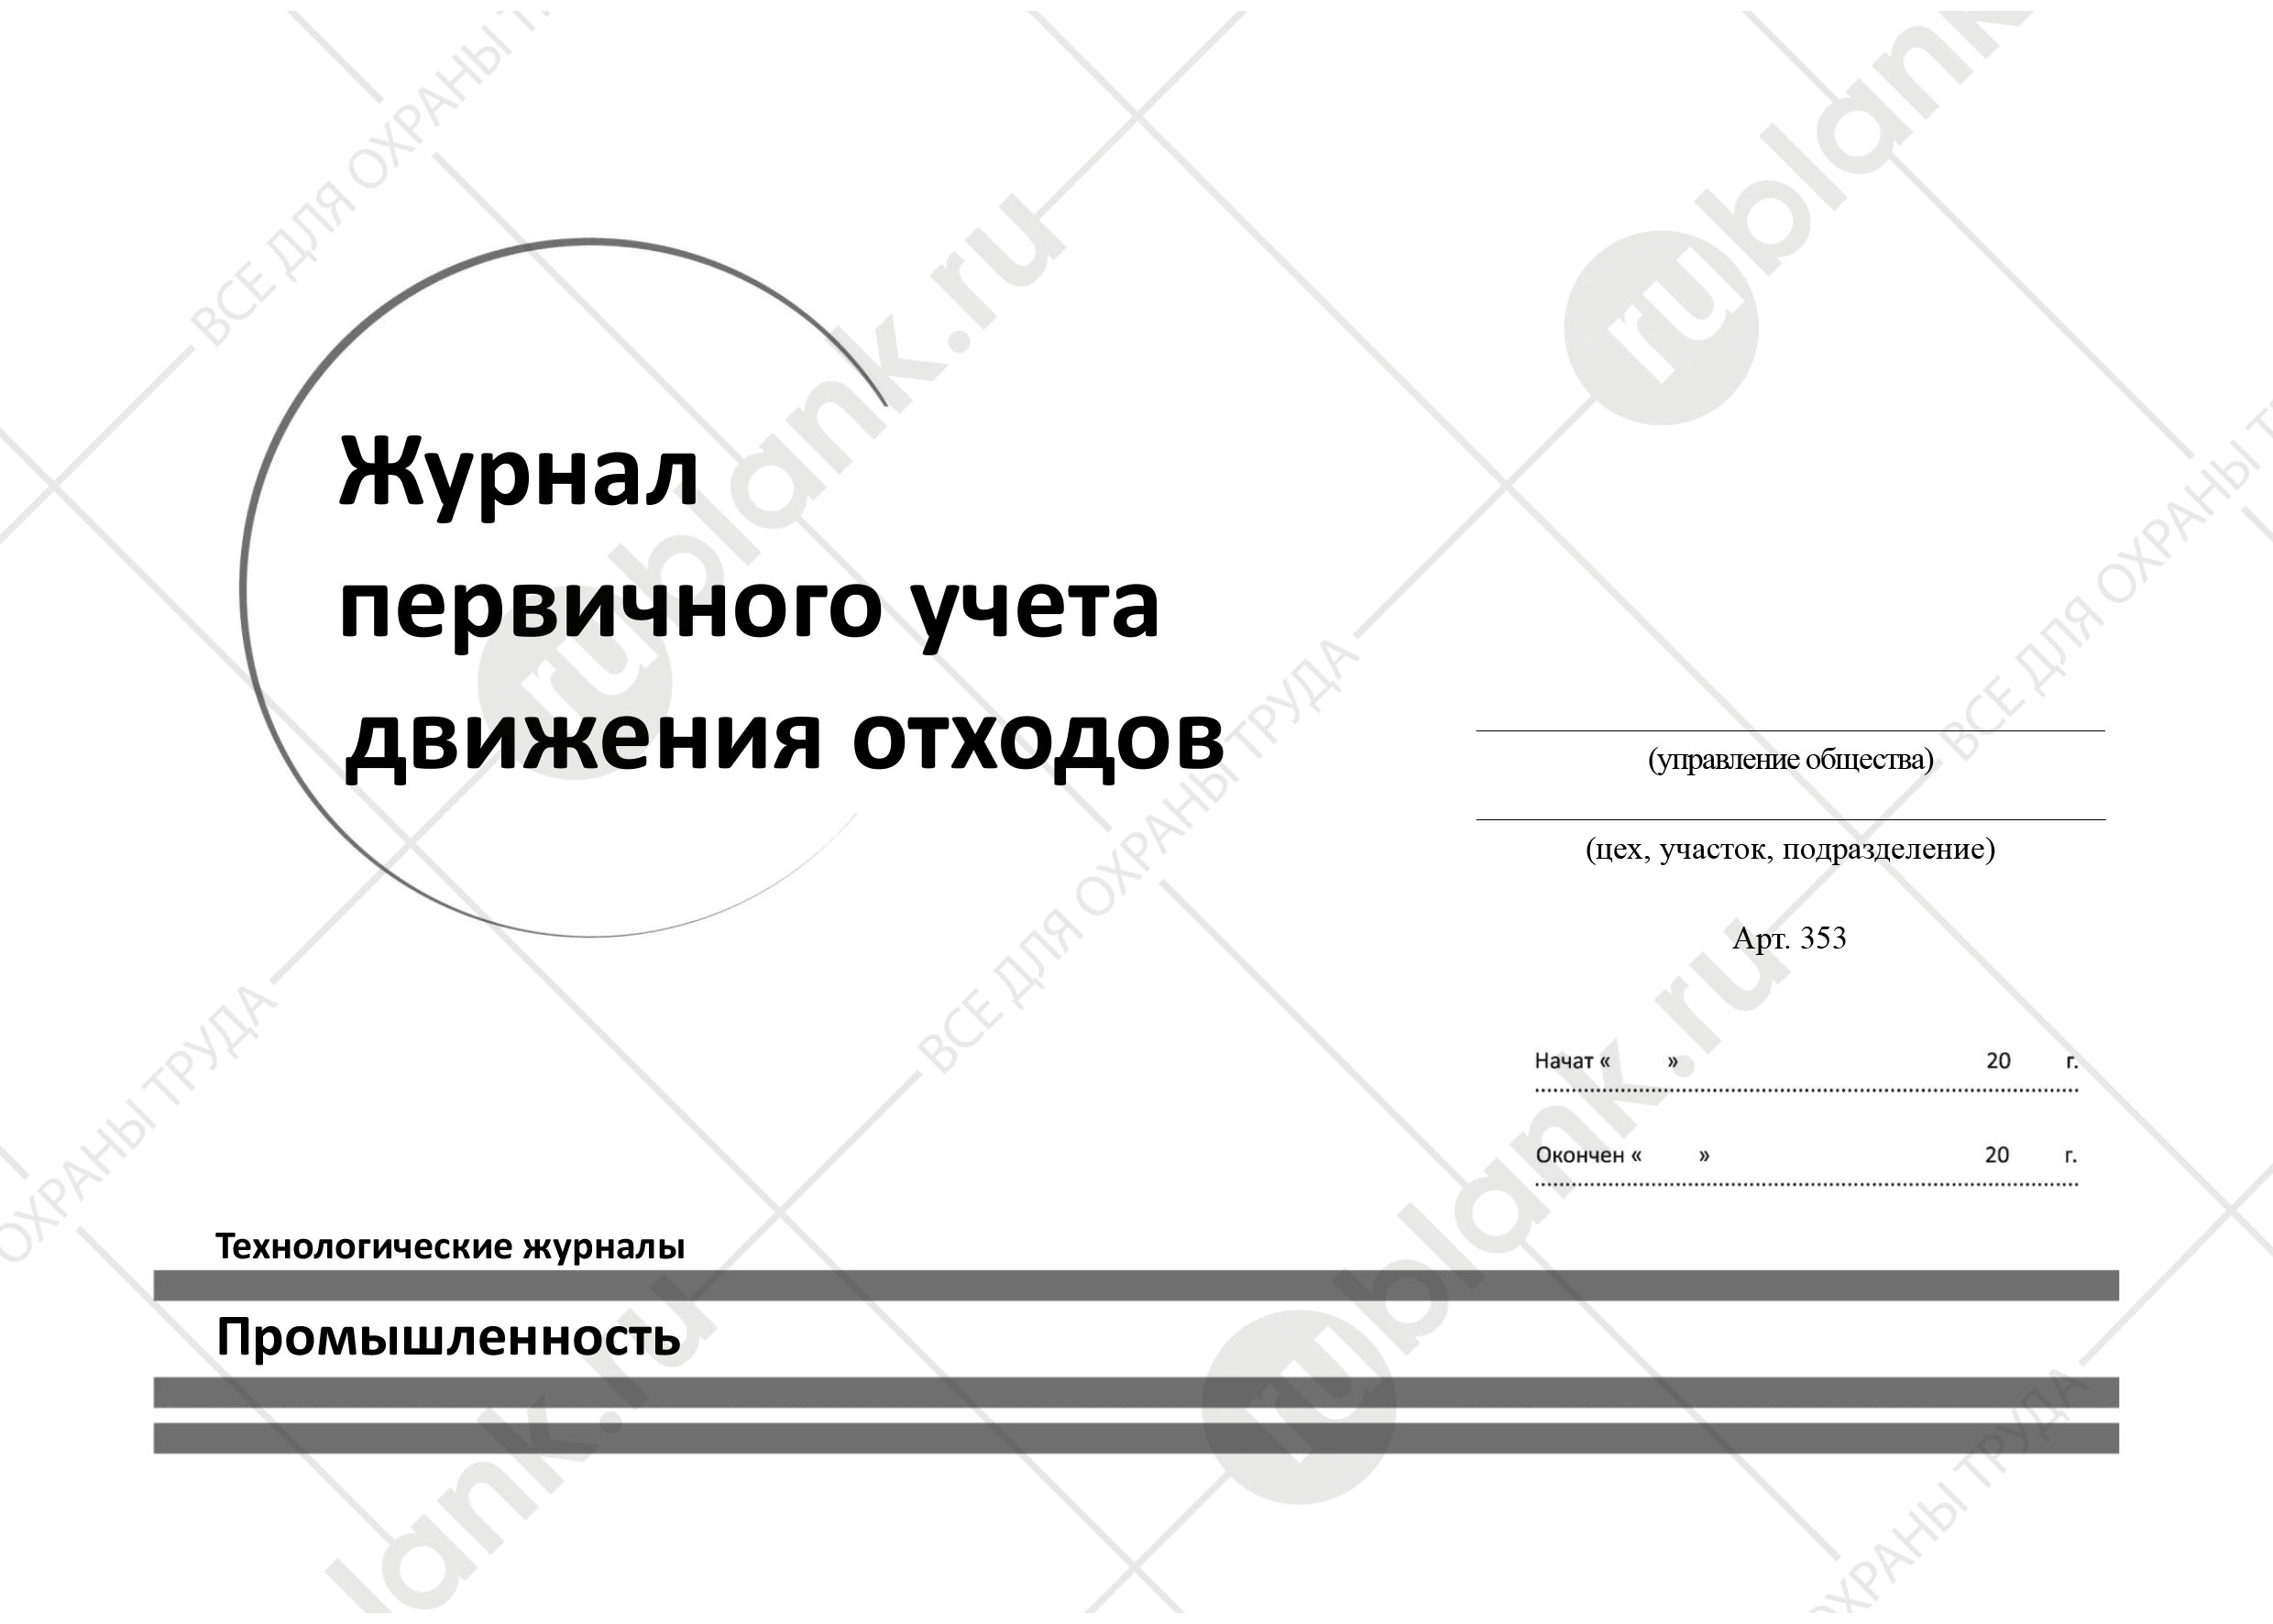 Журнал
первичного учета
движения отходов
(управление общества)
(цех, участок, подразделение)
Арт. 353
Начат « » 20 г.
Окончен « » 20 г.
Технологические журналы
Промышленность
rublank.ru
ВСЕ ДЛЯ ОХРАНЫ ТРУДА